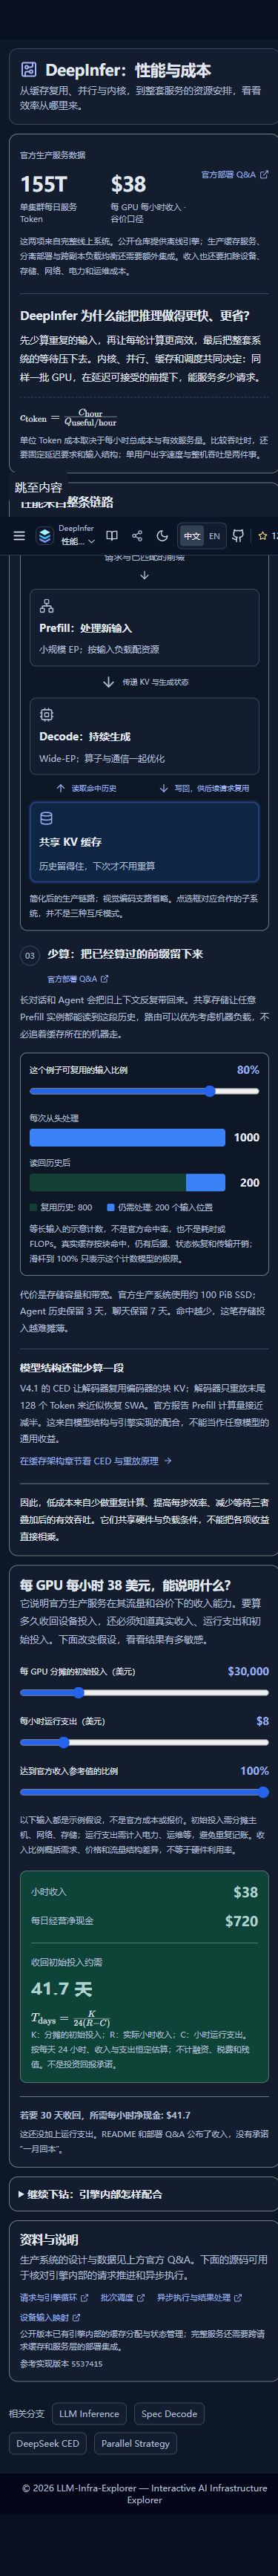 DeepInfer：性能与成本
从缓存复用、并行与内核，到整套服务的资源安排，看看
效率从哪里来。
官方生产服务数据
官方部署 Q&A
155T
$38
单集群每日服务
Token
每 GPU 每小时收入 ·
谷价口径
这两项来自完整线上系统。公开仓库提供离线引擎；生产缓存服务、
分离部署与跨副本负载均衡还需要额外集成。收入也要扣除设备、
存储、网络、电力和运维成本。
DeepInfer 为什么能把推理做得更快、更省？
先少算重复的输入，再让每轮计算更高效，最后把整套系
统的等待压下去。内核、并行、缓存和调度共同决定：同
样一批 GPU，在延迟可接受的前提下，能服务多少请求。
c_token = C_hour / Q_useful/hour
单位 Token 成本取决于每小时总成本与有效服务量。比较吞吐时，还
要固定延迟要求和输入结构；单用户出字速度与整机吞吐是两件事。
跳至内容
性能来自整条链路
DeepInfer
性能...
中文
EN
请求与已匹配的前缀
Prefill：处理新输入
小规模 EP；按输入负载配资源
传递 KV 与生成状态
Decode：持续生成
Wide-EP；算子与通信一起优化
读取命中历史
写回，供后续请求复用
共享 KV 缓存
历史留得住，下次才不用重算
简化后的生产链路；视觉编码支路省略。点选框对应合作的子系
统，并不是三种互斥模式。
03
少算：把已经算过的前缀留下来
官方部署 Q&A
长对话和 Agent 会把旧上下文反复带回来。共享存储让任意
Prefill 实例都能读到这段历史，路由可以优先考虑机器负载，不
必追着缓存所在的机器走。
这个例子可复用的输入比例
80%
每次从头处理
1000
读回历史后
200
复用历史: 800
仍需处理: 200 个输入位置
等长输入的示意计数，不是官方命中率，也不是耗时或
FLOPs。真实缓存按块命中，仍有后缀、状态恢复和传输开销；
滑杆到 100% 只表示这个计数模型的极限。
代价是存储容量和带宽。官方生产系统使用约 100 PiB SSD；
Agent 历史保留 3 天，聊天保留 7 天。命中越少，这笔存储投
入越难摊薄。
模型结构还能少算一段
V4.1 的 CED 让解码器复用编码器的块 KV；解码器只重放末尾
128 个 Token 来近似恢复 SWA。官方报告 Prefill 计算量接近
减半。这来自模型结构与引擎实现的配合，不能当作任意模型的
通用收益。
在缓存架构章节看 CED 与重放原理
因此，低成本来自少做重复计算、提高每步效率、减少等待三者
叠加后的有效吞吐。它们共享硬件与负载条件，不能把各项收益
直接相乘。
每 GPU 每小时 38 美元，能说明什么？
它说明官方生产服务在其流量和谷价下的收入能力。要算
多久收回设备投入，还必须知道真实收入、运行支出和初
始投入。下面改变假设，看看结果有多敏感。
每 GPU 分摊的初始投入（美元）
$30,000
每小时运行支出（美元）
$8
达到官方收入参考值的比例
100%
以下输入都是示例假设，不是官方成本或报价。初始投入需分摊主
机、网络、存储；运行支出需计入电力、运维等，避免重复记账。收
入比例概括需求、价格和流量结构差异，不等于硬件利用率。
小时收入
$38
每日经营净现金
$720
收回初始投入约需
41.7 天
T_days = K / 24(R−C)
K：分摊的初始投入；R：实际小时收入；C：小时运行支出。
按每天 24 小时、收入与支出恒定估算；不计融资、税费和残
值。不是投资回报承诺。
若要 30 天收回，所需每小时净现金: $41.7
这还没加上运行支出。README 和部署 Q&A 公布了收入，没有承诺
“一月回本”。
继续下钻：引擎内部怎样配合
资料与说明
生产系统的设计与数据见上方官方 Q&A。下面的源码可用
于核对引擎内部的请求推进和异步执行。
请求与引擎循环
批次调度
异步执行与结果处理
设备输入映射
公开版本已有引擎内部的缓存分配与状态管理；完整服务还需要跨请
求缓存和服务层的部署集成。
参考实现版本 5537415
相关分支
LLM Inference
Spec Decode
DeepSeek CED
Parallel Strategy
© 2026 LLM-Infra-Explorer — Interactive AI Infrastructure
Explorer